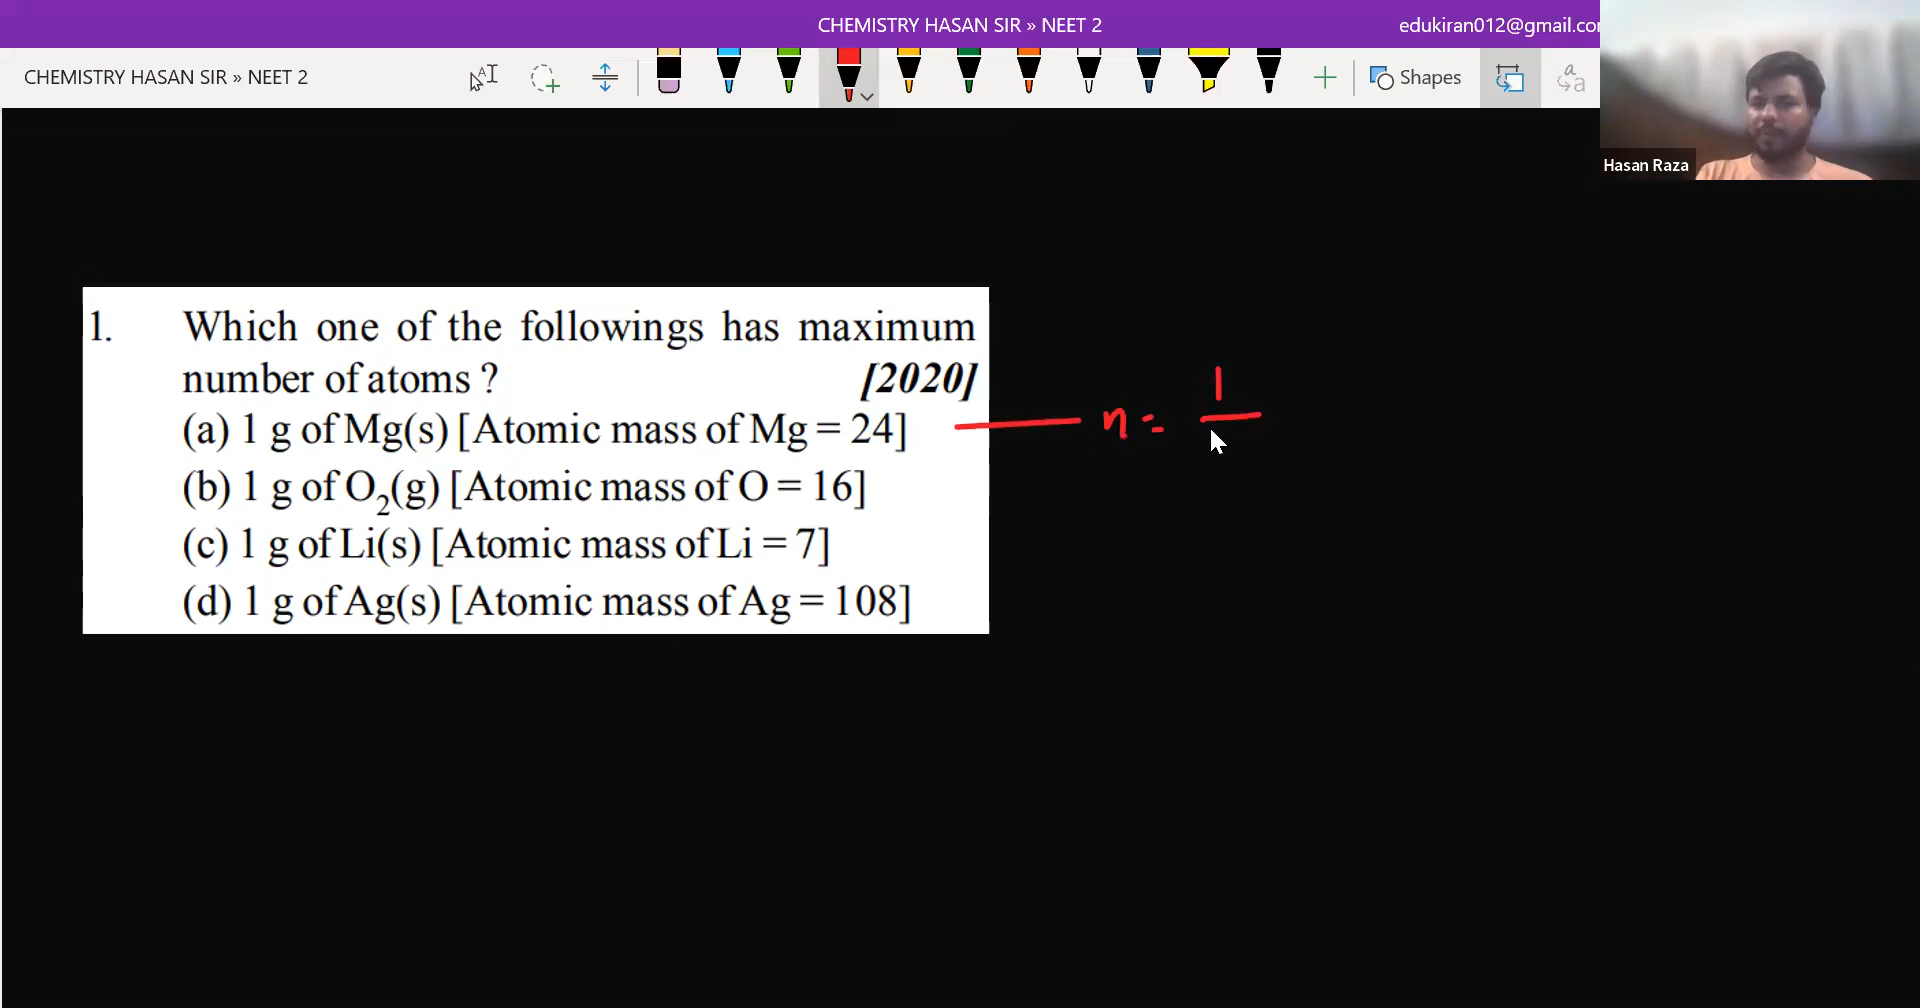 CHEMISTRY HASAN SIR » NEET 2
edukiran012@gmail.co
CHEMISTRY HASAN SIR » NEET 2
Shapes
Hasan Raza
1. Which one of the followings has maximum
number of atoms ? [2020]
(a) 1 g of Mg(s) [Atomic mass of Mg = 24]
n = 1
(b) 1 g of O₂(g) [Atomic mass of O = 16]
(c) 1 g of Li(s) [Atomic mass of Li = 7]
(d) 1 g of Ag(s) [Atomic mass of Ag = 108]